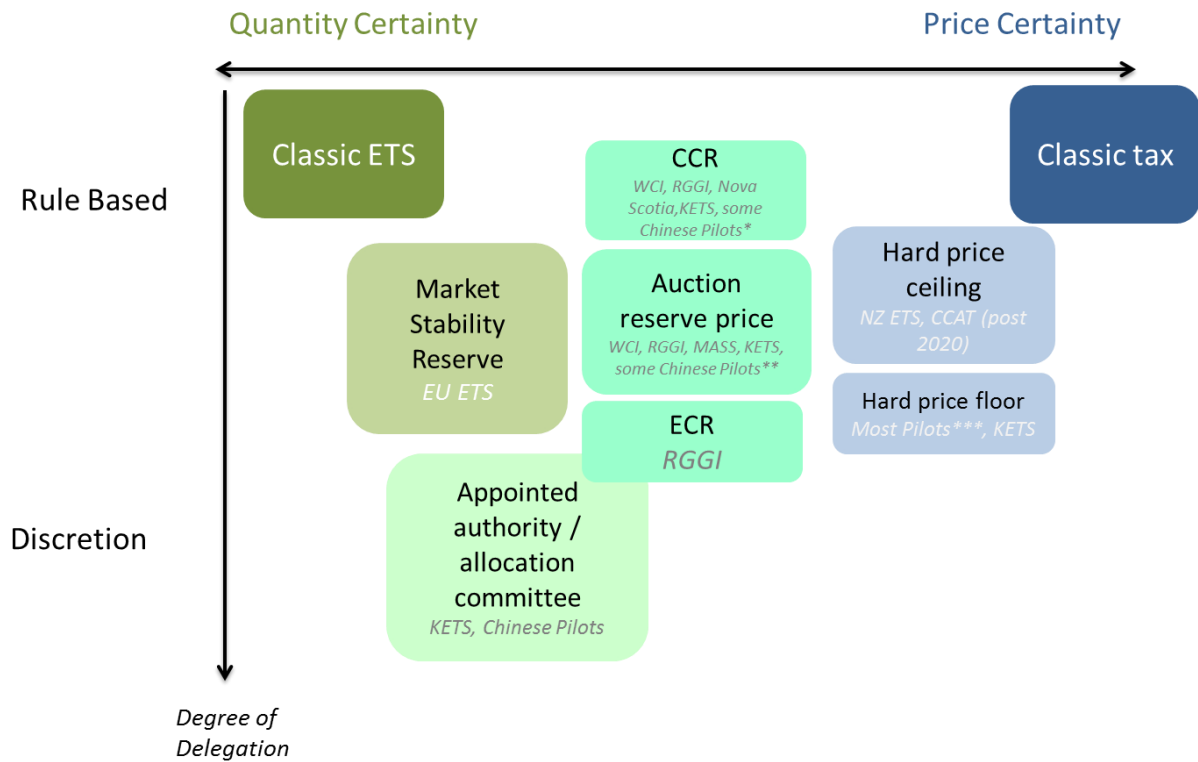 Quantity Certainty
Price Certainty
Rule Based
Classic ETS
CCR
WCI, RGGI, Nova
Scotia,KETS, some
Chinese Pilots*
Classic tax
Market
Stability
Reserve
EU ETS
Auction
reserve price
WCI, RGGI, MASS, KETS,
some Chinese Pilots**
Hard price
ceiling
NZ ETS, CCAT (post
2020)
Hard price floor
Most Pilots***, KETS
ECR
RGGI
Discretion
Appointed
authority /
allocation
committee
KETS, Chinese Pilots
Degree of
Delegation